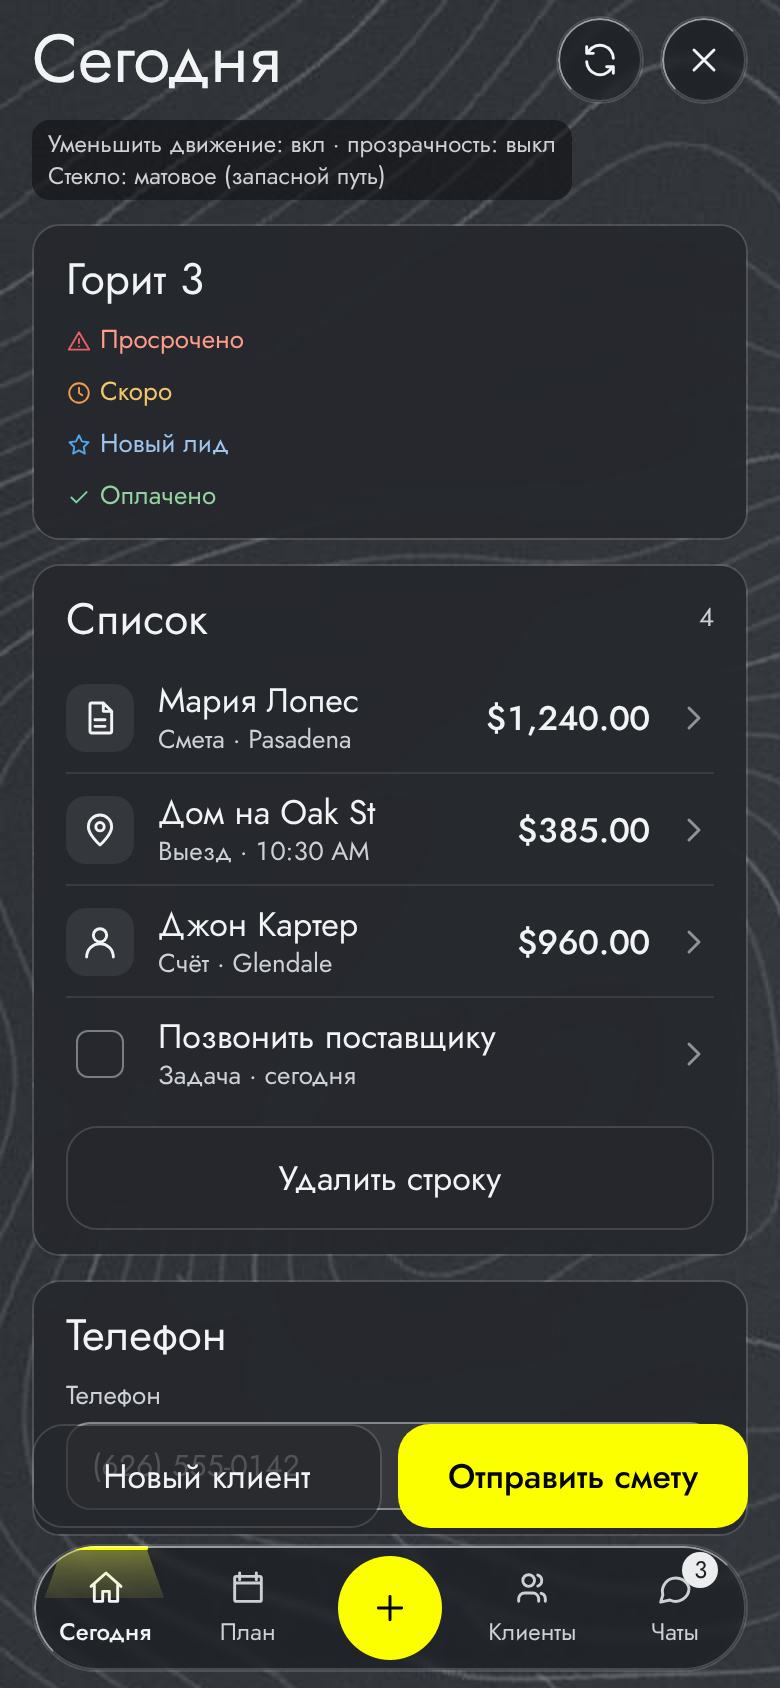 Сегодня
Уменьшить движение: вкл · прозрачность: выкл
Стекло: матовое (запасной путь)
Горит 3
Просрочено
Скоро
Новый лид
Оплачено
Список
4
Мария Лопес
$1,240.00
Смета · Pasadena
Дом на Oak St
$385.00
Выезд · 10:30 AM
Джон Картер
$960.00
Счёт · Glendale
Позвонить поставщику
Задача · сегодня
Удалить строку
Телефон
Телефон
(626) 555-0142
Новый клиент
Отправить смету
3
Сегодня
План
Клиенты
Чаты